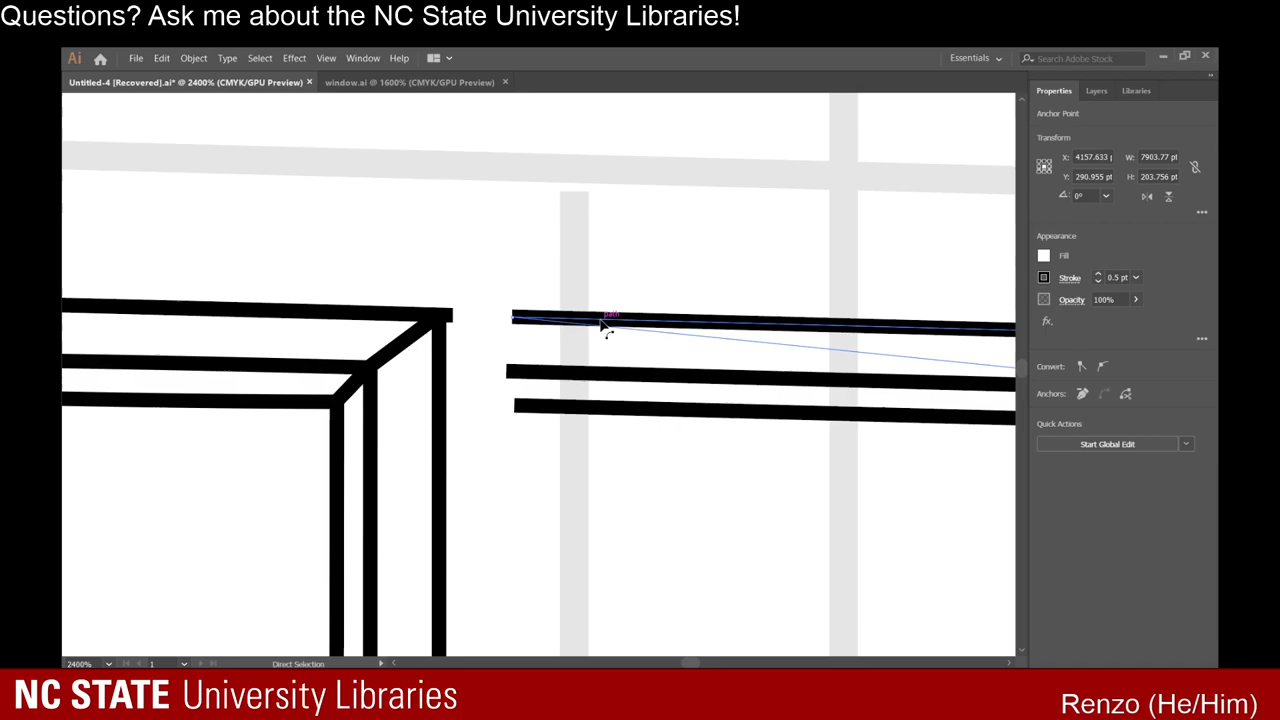 Questions? Ask me about the NC State University Libraries!
Ai File Edit Object Type Select Effect View Window Help Essentials Search Adobe Stock
Untitled-4 [Recovered].ai* @ 2400% (CMYK/GPU Preview) × window.ai @ 1600% (CMYK/GPU Preview) ×
Properties Layers Libraries
Anchor Point
Transform
X: 4157.633 W: 7903.77 pt
Y: 290.955 pt H: 203.756 pt
0°
Appearance
Fill
Stroke 0.5 pt
Opacity 100%
fx.
path
Convert:
Anchors:
Quick Actions
Start Global Edit
2400% 1 Direct Selection
NC STATE University Libraries
Renzo (He/Him)